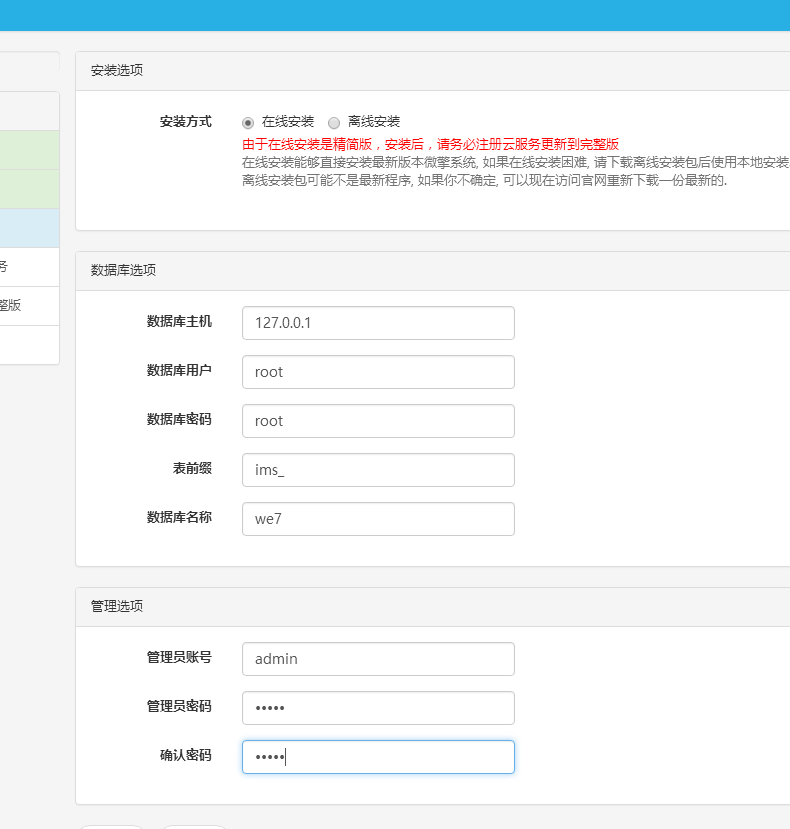 安装选项
安装方式 在线安装 离线安装
由于在线安装是精简版，安装后，请务必注册云服务更新到完整版
在线安装能够直接安装最新版本微擎系统, 如果在线安装困难, 请下载离线安装包后使用本地安装
离线安装包可能不是最新程序, 如果你不确定, 可以现在访问官网重新下载一份最新的.
务
整版
数据库选项
数据库主机 127.0.0.1
数据库用户 root
数据库密码 root
表前缀 ims_
数据库名称 we7
管理选项
管理员账号 admin
管理员密码 •••••
确认密码 •••••